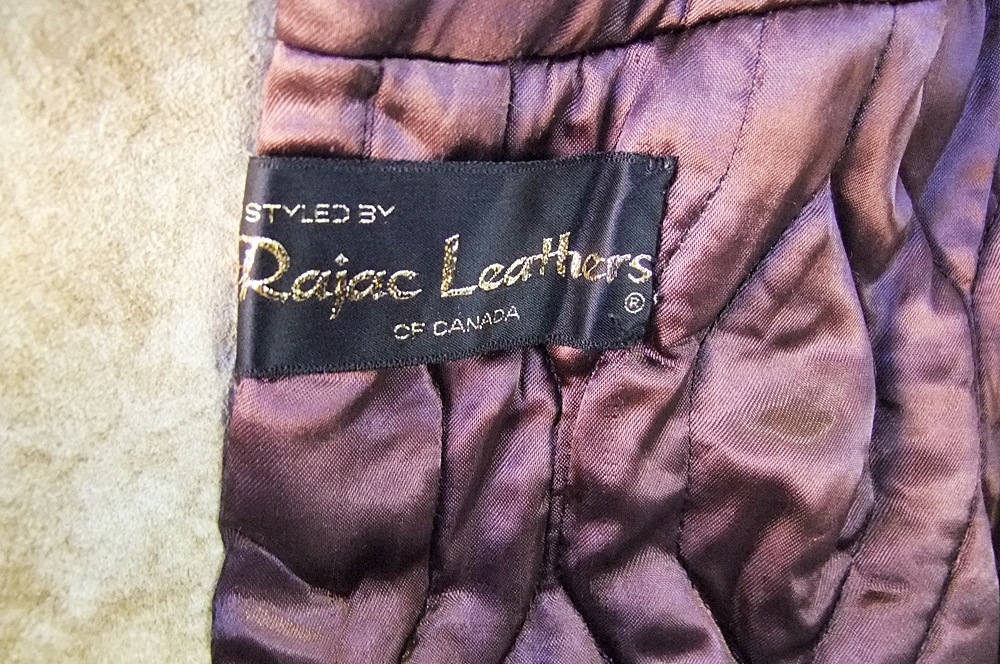 STYLED BY
Rajac Leathers
®
OF CANADA